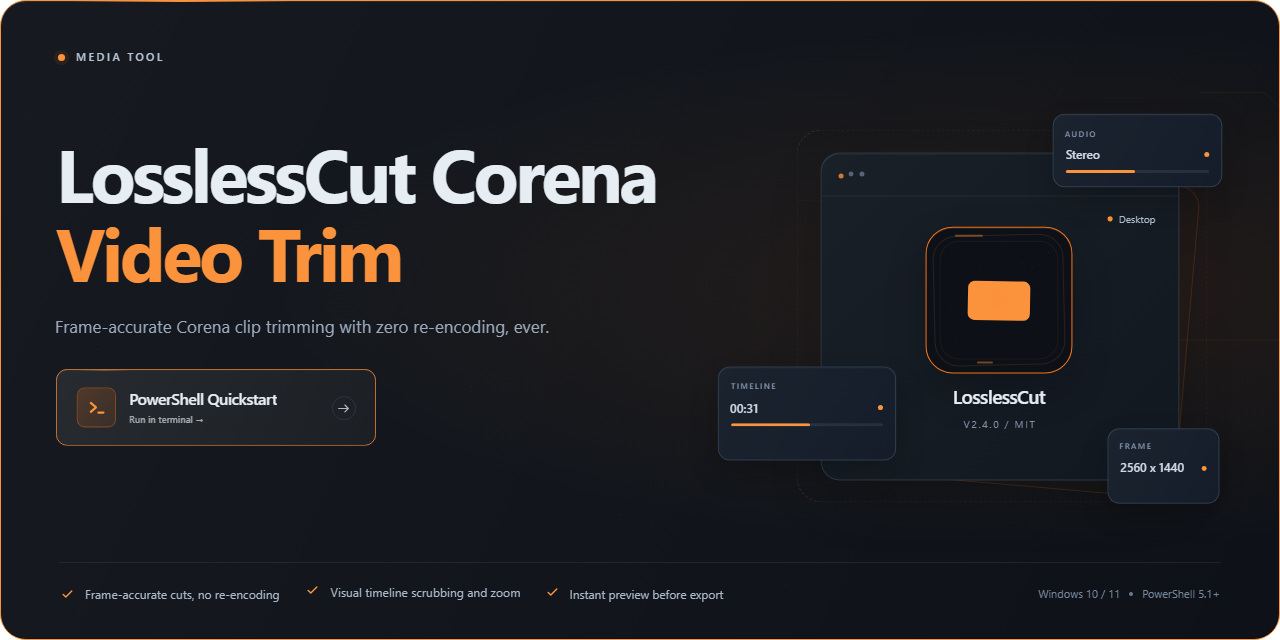 MEDIA TOOL
LosslessCut Corena
Video Trim
Frame-accurate Corena clip trimming with zero re-encoding, ever.
PowerShell Quickstart
Run in terminal →
AUDIO
Stereo
Desktop
TIMELINE
00:31
LosslessCut
V2.4.0 / MIT
FRAME
2560 x 1440
Frame-accurate cuts, no re-encoding
Visual timeline scrubbing and zoom
Instant preview before export
Windows 10 / 11 • PowerShell 5.1+